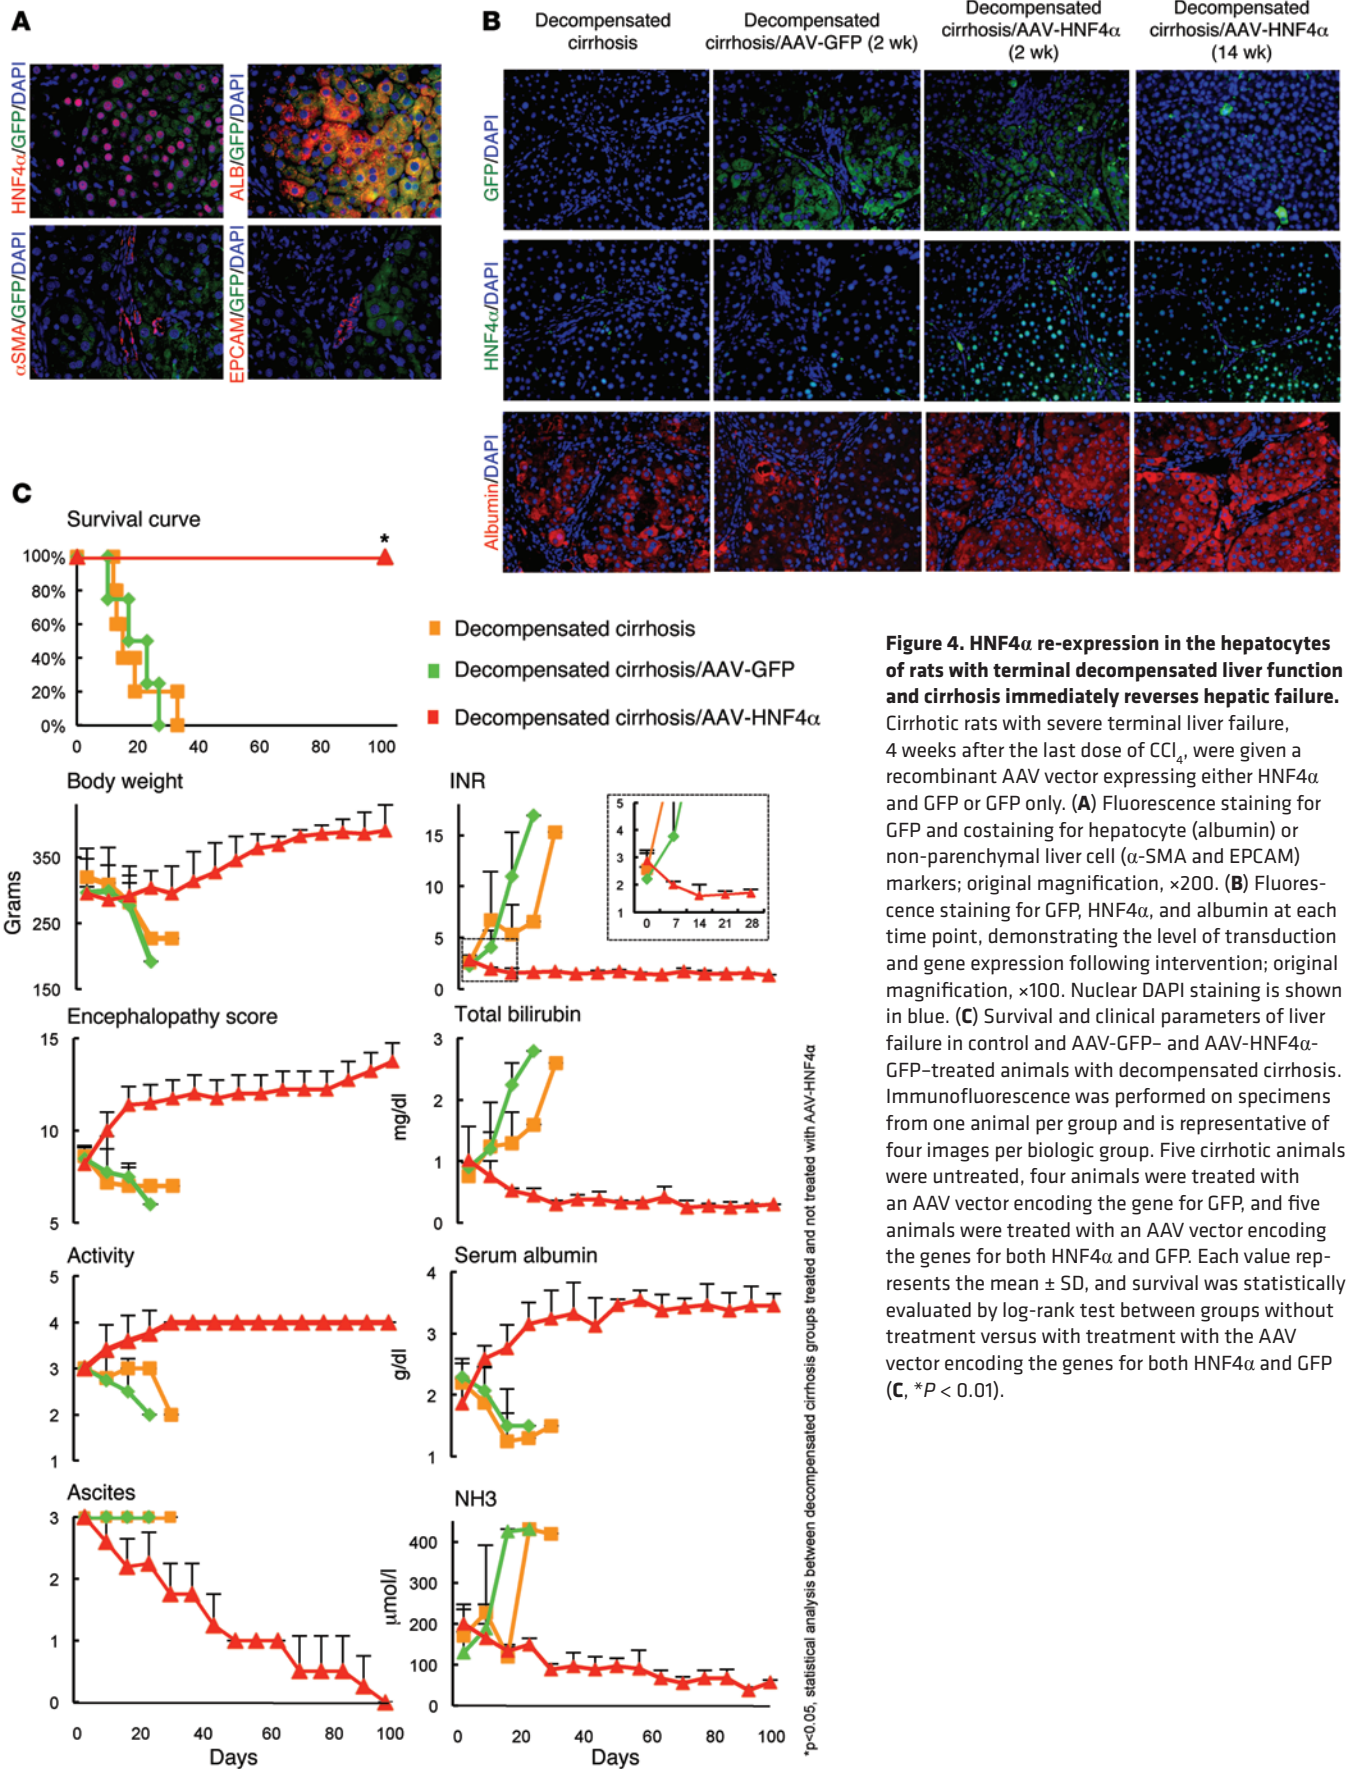 A
HNF4α/GFP/DAPI
ALB/GFP/DAPI
αSMA/GFP/DAPI
EPCAM/GFP/DAPI
B
Decompensated
cirrhosis
Decompensated
cirrhosis/AAV-GFP (2 wk)
Decompensated
cirrhosis/AAV-HNF4α
(2 wk)
Decompensated
cirrhosis/AAV-HNF4α
(14 wk)
GFP/DAPI
HNF4α/DAPI
Albumin/DAPI
C
Survival curve
*
100%
80%
60%
40%
20%
0%
0 20 40 60 80 100
Decompensated cirrhosis
Decompensated cirrhosis/AAV-GFP
Decompensated cirrhosis/AAV-HNF4α
Body weight
Grams
350
250
150
INR
15
10
5
0
5
4
3
2
1
0 7 14 21 28
Encephalopathy score
15
10
5
Total bilirubin
mg/dl
3
2
1
0
Activity
5
4
3
2
1
Serum albumin
g/dl
4
3
2
1
Ascites
3
2
1
0
0 20 40 60 80 100
Days
NH3
µmol/l
400
300
200
100
0
0 20 40 60 80 100
Days
*p<0.05, statistical analysis between decompensated cirrhosis groups treated and not treated with AAV-HNF4α
Figure 4. HNF4α re-expression in the hepatocytes
of rats with terminal decompensated liver function
and cirrhosis immediately reverses hepatic failure.
Cirrhotic rats with severe terminal liver failure,
4 weeks after the last dose of CCl4, were given a
recombinant AAV vector expressing either HNF4α
and GFP or GFP only. (A) Fluorescence staining for
GFP and costaining for hepatocyte (albumin) or
non-parenchymal liver cell (α-SMA and EPCAM)
markers; original magnification, ×200. (B) Fluores-
cence staining for GFP, HNF4α, and albumin at each
time point, demonstrating the level of transduction
and gene expression following intervention; original
magnification, ×100. Nuclear DAPI staining is shown
in blue. (C) Survival and clinical parameters of liver
failure in control and AAV-GFP– and AAV-HNF4α-
GFP–treated animals with decompensated cirrhosis.
Immunofluorescence was performed on specimens
from one animal per group and is representative of
four images per biologic group. Five cirrhotic animals
were untreated, four animals were treated with
an AAV vector encoding the gene for GFP, and five
animals were treated with an AAV vector encoding
the genes for both HNF4α and GFP. Each value rep-
resents the mean ± SD, and survival was statistically
evaluated by log-rank test between groups without
treatment versus with treatment with the AAV
vector encoding the genes for both HNF4α and GFP
(C, *P < 0.01).